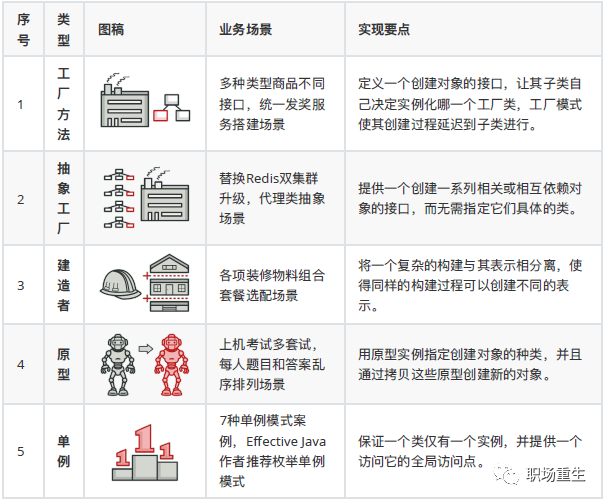 序号 类型 图稿 业务场景 实现要点
1
工厂方法
多种类型商品不同
接口，统一发奖服
务搭建场景
定义一个创建对象的接口，让其子类自
己决定实例化哪一个工厂类，工厂模式
使其创建过程延迟到子类进行。
2
抽象工厂
替换Redis双集群
升级，代理类抽象
场景
提供一个创建一系列相关或相互依赖对
象的接口，而无需指定它们具体的类。
3
建造者
各项装修物料组合
套餐选配场景
将一个复杂的构建与其表示相分离，使
得同样的构建过程可以创建不同的表
示。
4
原型
上机考试多套试，
每人题目和答案乱
序排列场景
用原型实例指定创建对象的种类，并且
通过拷贝这些原型创建新的对象。
5
单例
1 1 1
7种单例模式案
例，Effective Java
作者推荐枚举单例
模式
保证一个类仅有一个实例，并提供一个
访问它的全局访问点。
职场重生